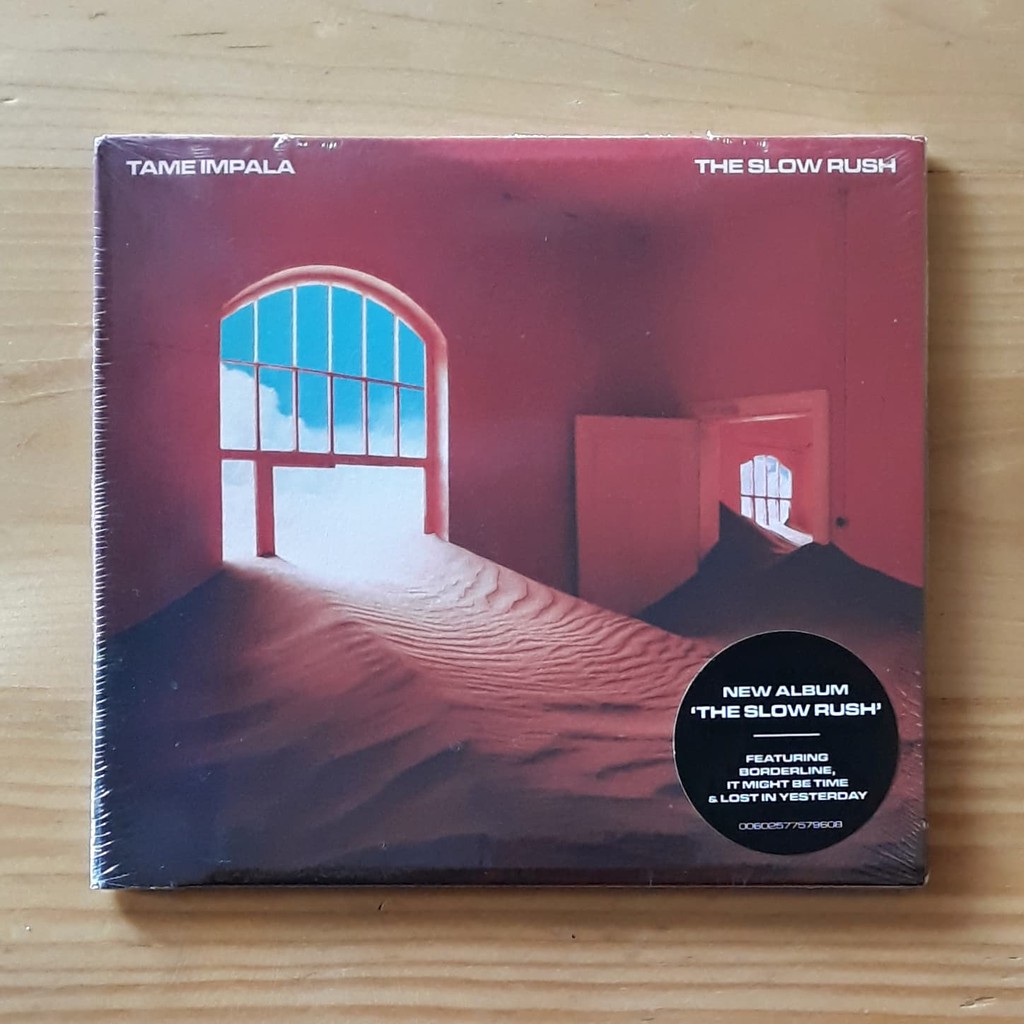 TAME IMPALA
THE SLOW RUSH
NEW ALBUM
‘THE SLOW RUSH’
FEATURING
BORDERLINE,
IT MIGHT BE TIME
& LOST IN YESTERDAY
00602577579608